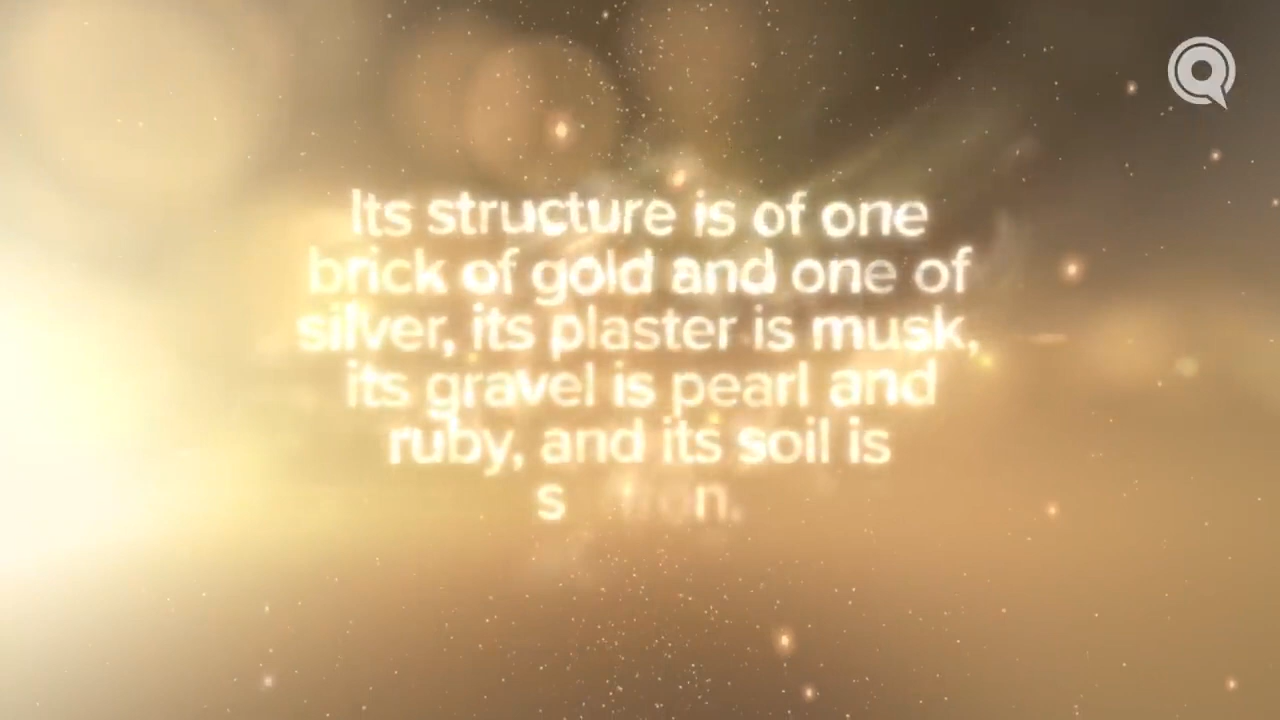 Its structure is of one
brick of gold and one of
silver, its plaster is musk,
its gravel is pearl and
ruby, and its soil is